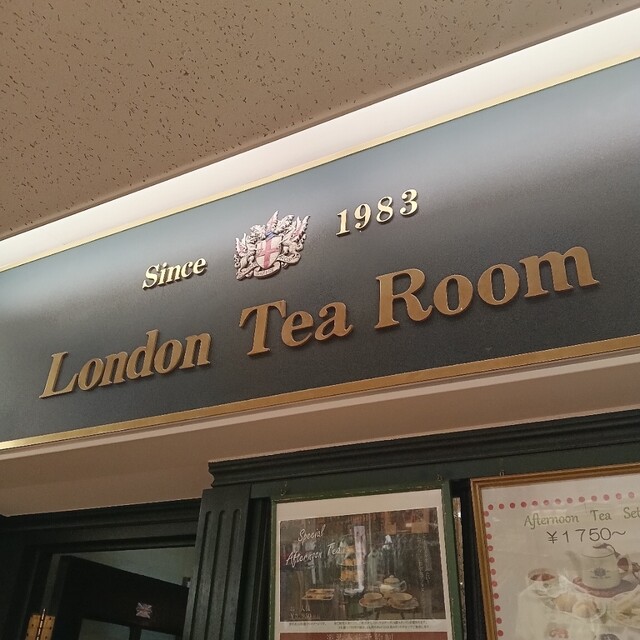 Since 1983
London Tea Room
Special
Afternoon Tea
Afternoon Tea Set
¥1750~